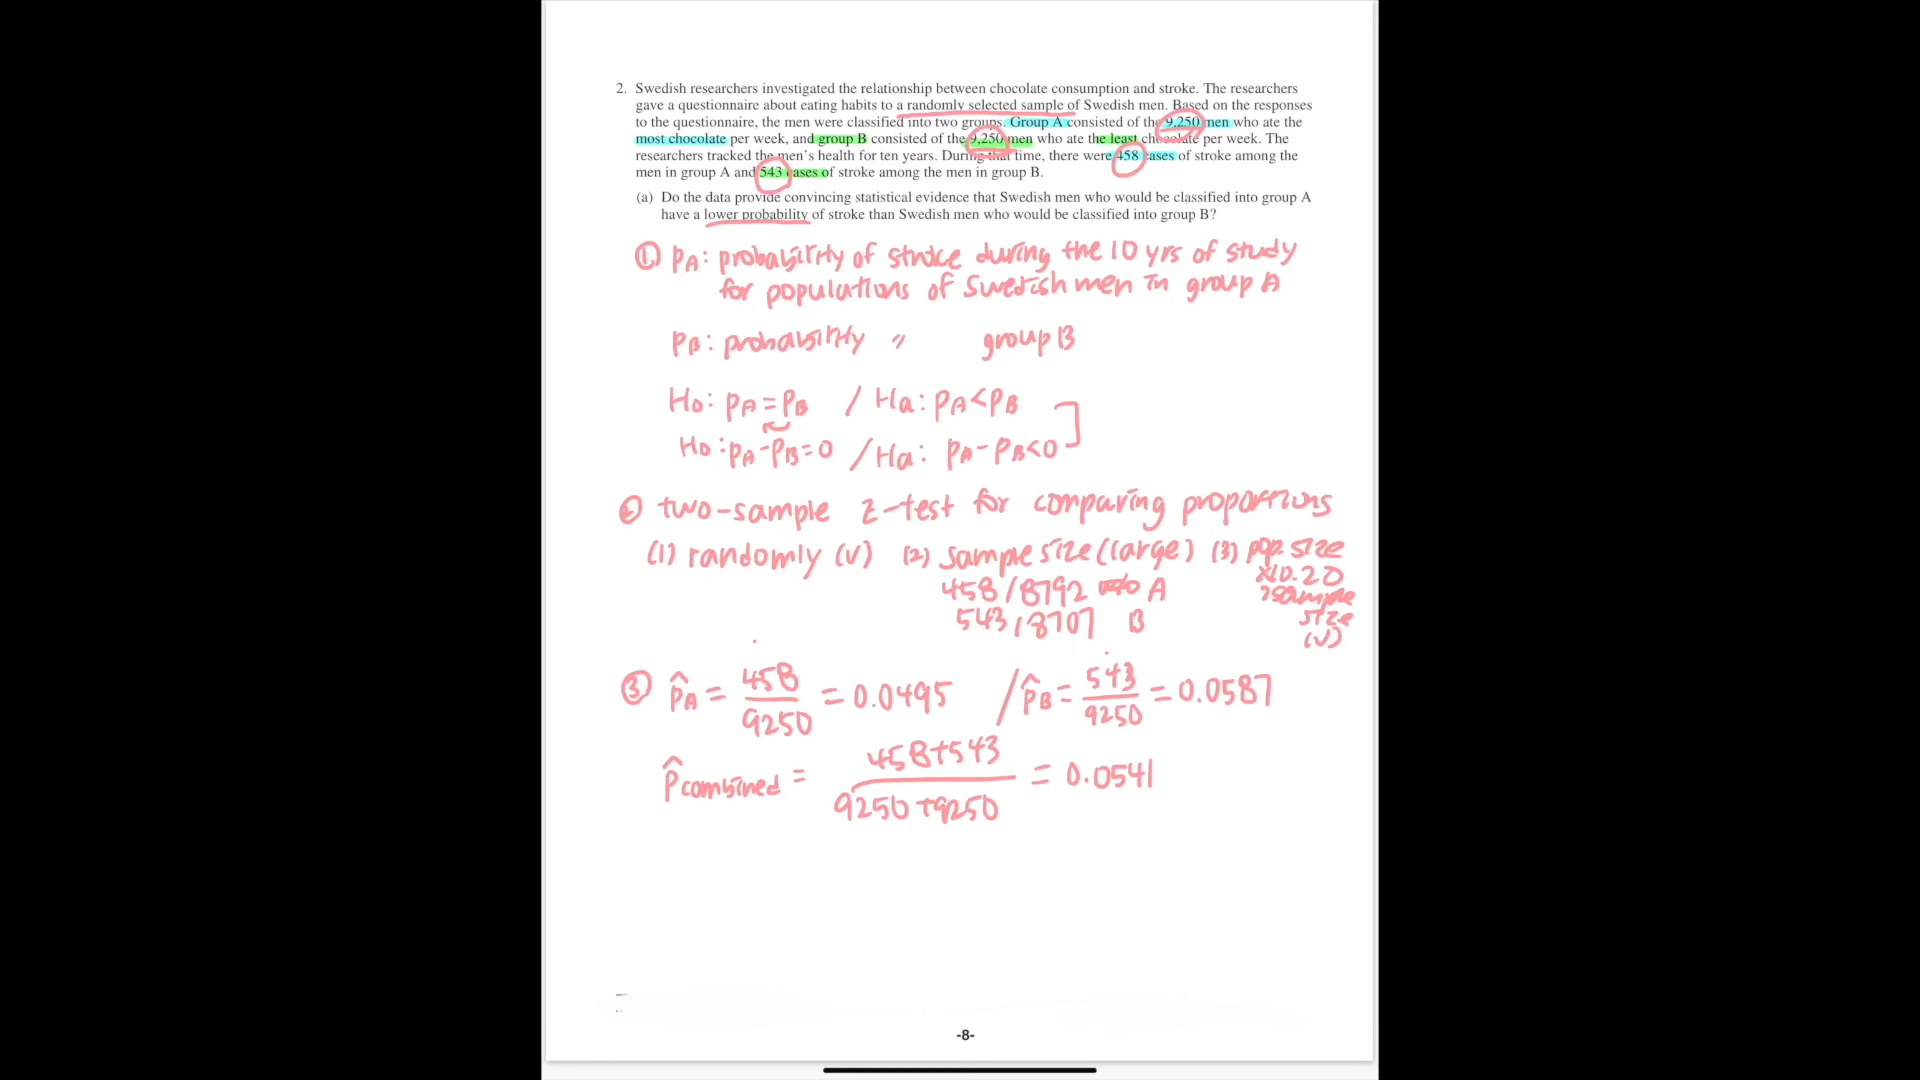 2. Swedish researchers investigated the relationship between chocolate consumption and stroke. The researchers
gave a questionnaire about eating habits to a randomly selected sample of Swedish men. Based on the responses
to the questionnaire, the men were classified into two groups. Group A consisted of the 9,250 men who ate the
most chocolate per week, and group B consisted of the 9,250 men who ate the least chocolate per week. The
researchers tracked the men's health for ten years. During that time, there were 458 cases of stroke among the
men in group A and 543 cases of stroke among the men in group B.
(a) Do the data provide convincing statistical evidence that Swedish men who would be classified into group A
have a lower probability of stroke than Swedish men who would be classified into group B?
① pA: probability of stroke during the 10 yrs of study
for populations of Swedish men in group A
pB: probability 〃 group B
H0: pA = pB / Ha: pA < pB
H0: pA - pB = 0 / Ha: pA - pB < 0
② two-sample z-test for comparing proportions
(1) randomly (v) (2) sample size (large) (3) pop. size
458/8792 A
x10.20
543/8707 B
sample
size
(v)
③ p̂A = 458/9250 = 0.0495 / p̂B = 543/9250 = 0.0587
p̂combined = 458+543/9250+9250 = 0.0541
-8-